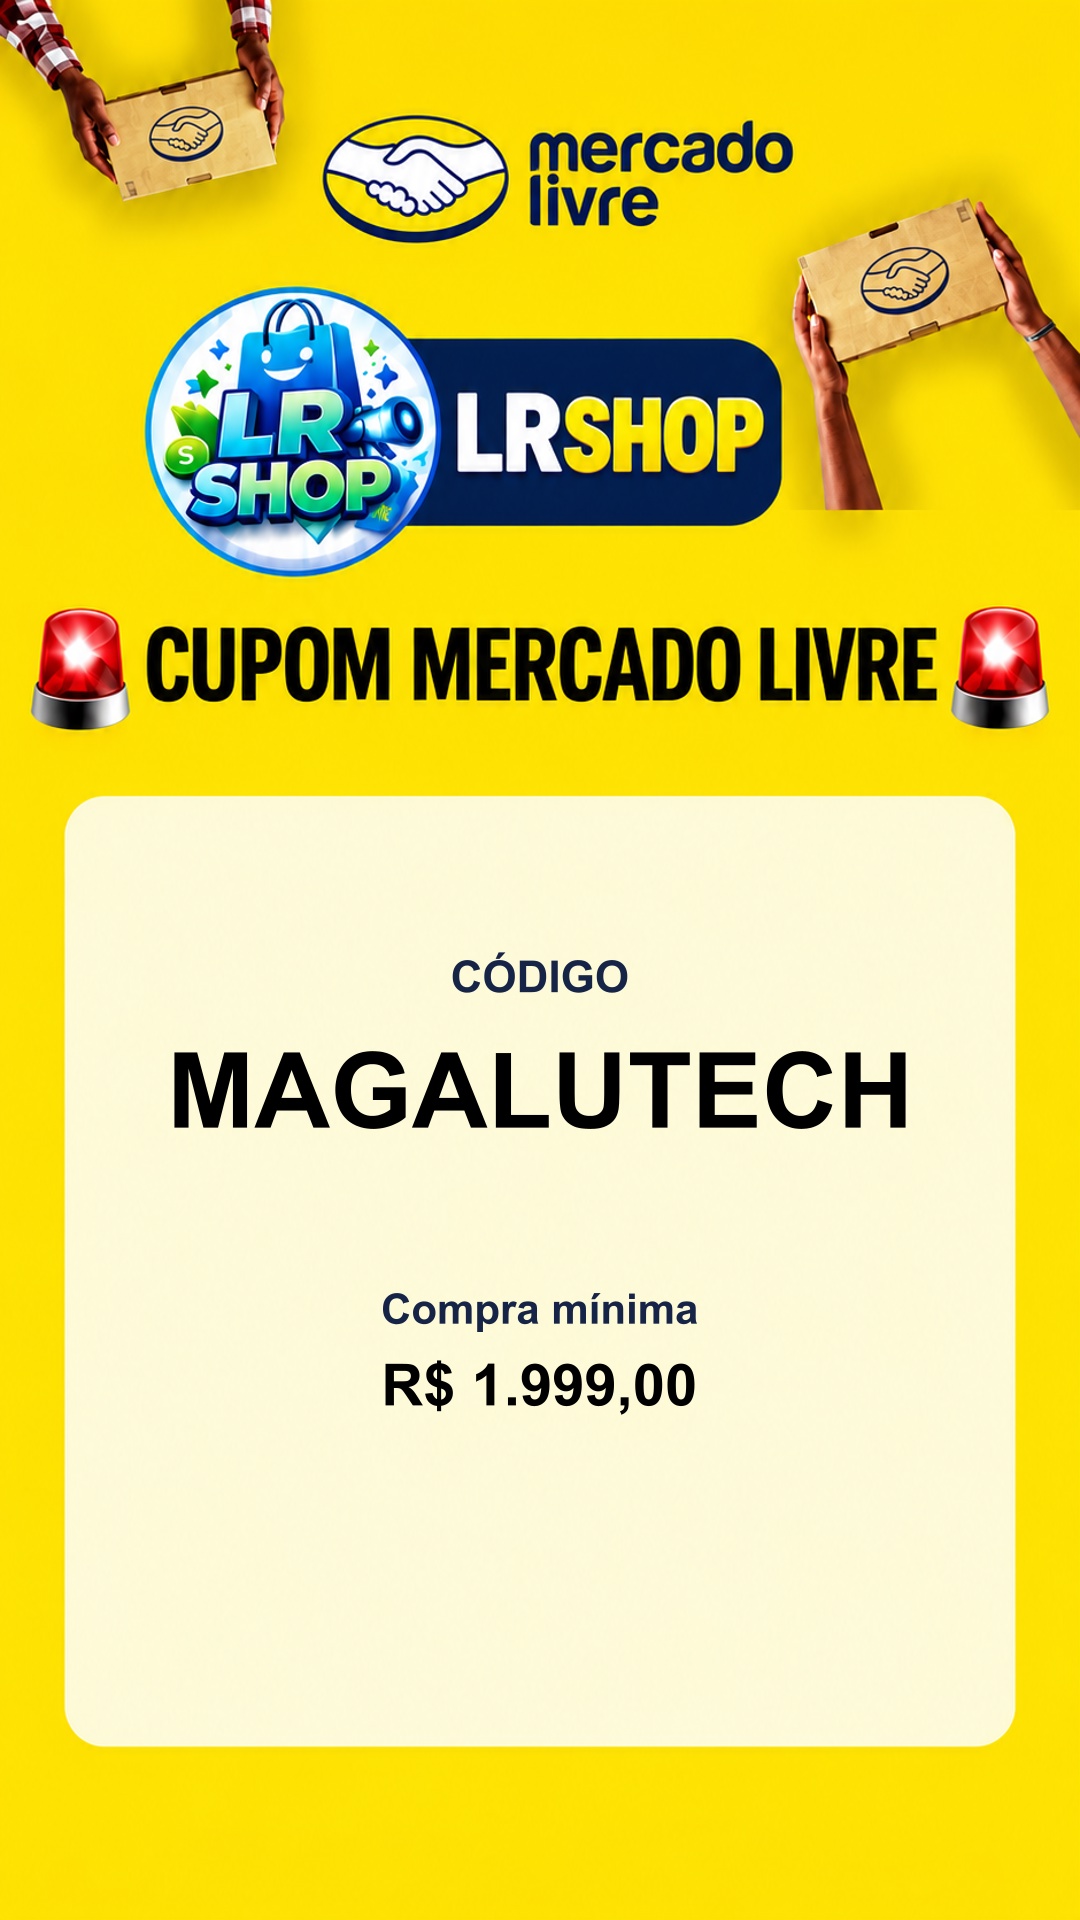 mercado
livre
LR
SHOP
S
LRSHOP
CUPOM MERCADO LIVRE
CÓDIGO
MAGALUTECH
Compra mínima
R$ 1.999,00